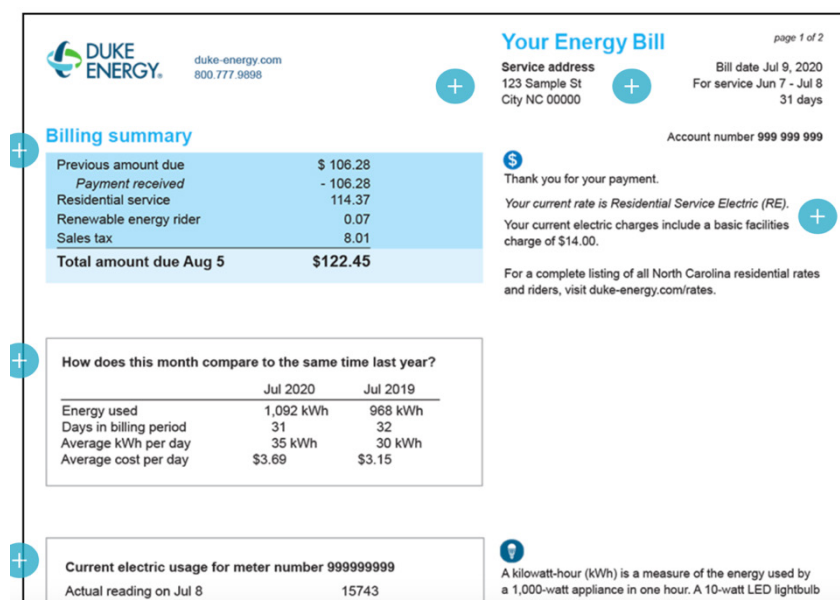 DUKE ENERGY®
duke-energy.com
800.777.9898
Your Energy Bill
page 1 of 2
Service address
123 Sample St
City NC 00000
Bill date Jul 9, 2020
For service Jun 7 - Jul 8
31 days
Account number 999 999 999
Billing summary
Previous amount due $ 106.28
Payment received - 106.28
Residential service 114.37
Renewable energy rider 0.07
Sales tax 8.01
Total amount due Aug 5 $122.45
$
Thank you for your payment.
Your current rate is Residential Service Electric (RE).
Your current electric charges include a basic facilities
charge of $14.00.
For a complete listing of all North Carolina residential rates
and riders, visit duke-energy.com/rates.
How does this month compare to the same time last year?
Jul 2020 Jul 2019
Energy used 1,092 kWh 968 kWh
Days in billing period 31 32
Average kWh per day 35 kWh 30 kWh
Average cost per day $3.69 $3.15
Current electric usage for meter number 999999999
Actual reading on Jul 8 15743
A kilowatt-hour (kWh) is a measure of the energy used by
a 1,000-watt appliance in one hour. A 10-watt LED lightbulb